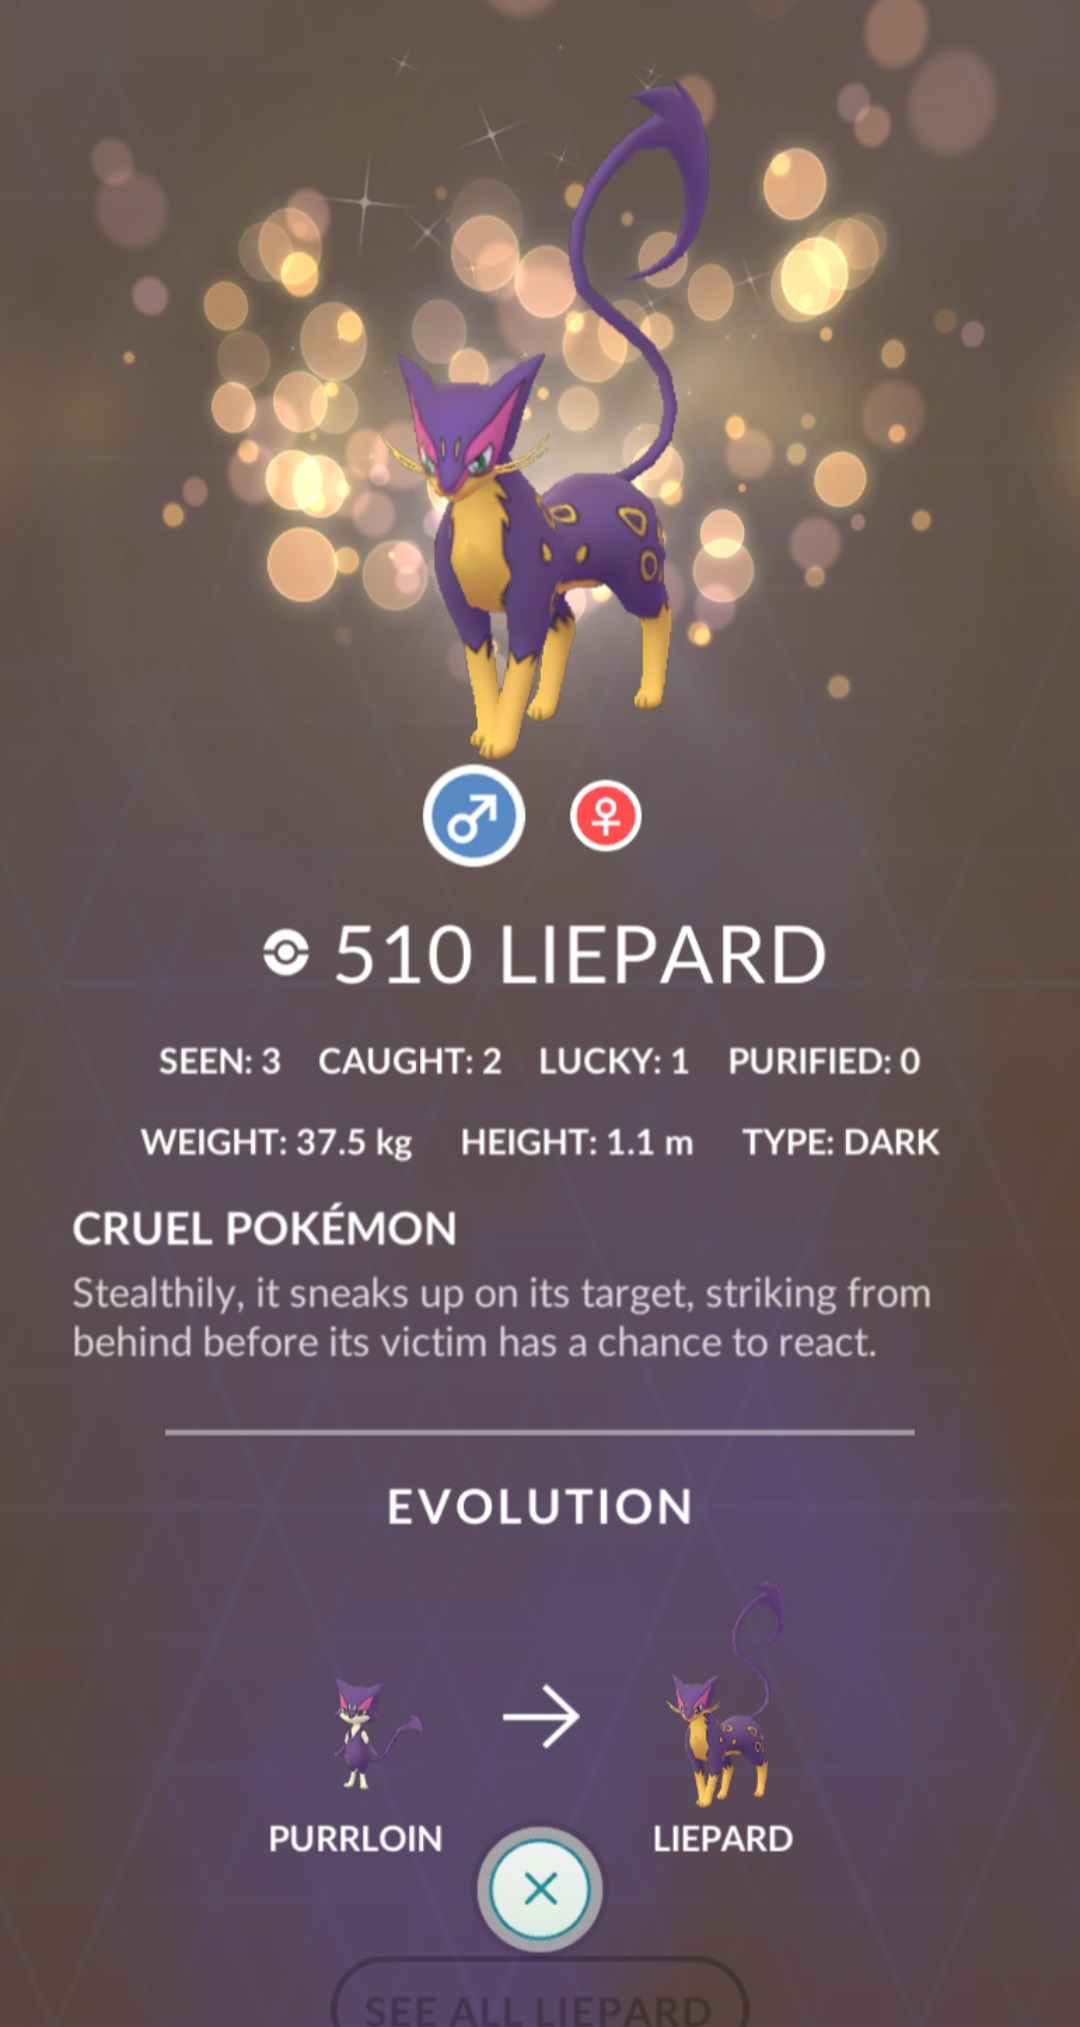 510 LIEPARD
SEEN: 3 CAUGHT: 2 LUCKY: 1 PURIFIED: 0
WEIGHT: 37.5 kg HEIGHT: 1.1 m TYPE: DARK
CRUEL POKÉMON
Stealthily, it sneaks up on its target, striking from
behind before its victim has a chance to react.
EVOLUTION
PURRLOIN LIEPARD
SEE ALL LIEPARD